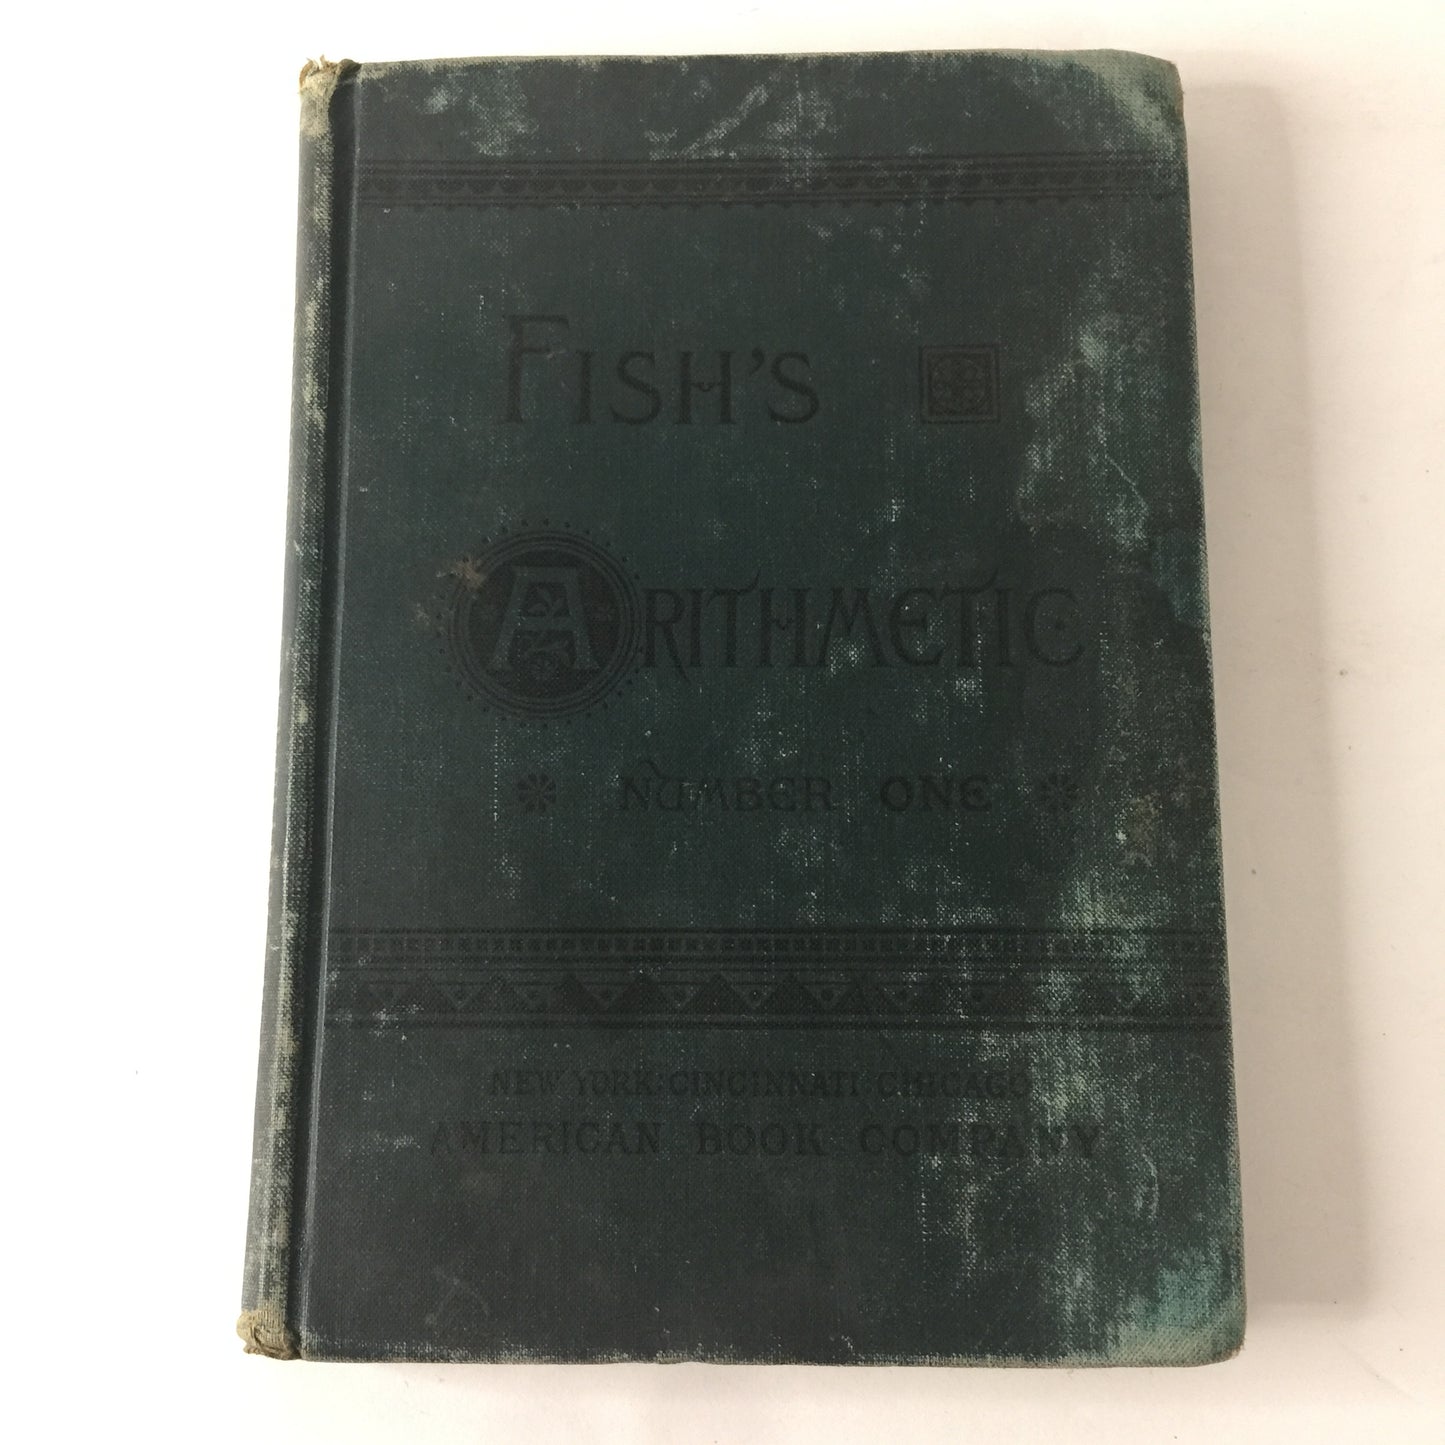 FISH'S
ARITHMETIC
NUMBER ONE
NEW YORK·CINCINNATI·CHICAGO
AMERICAN BOOK COMPANY